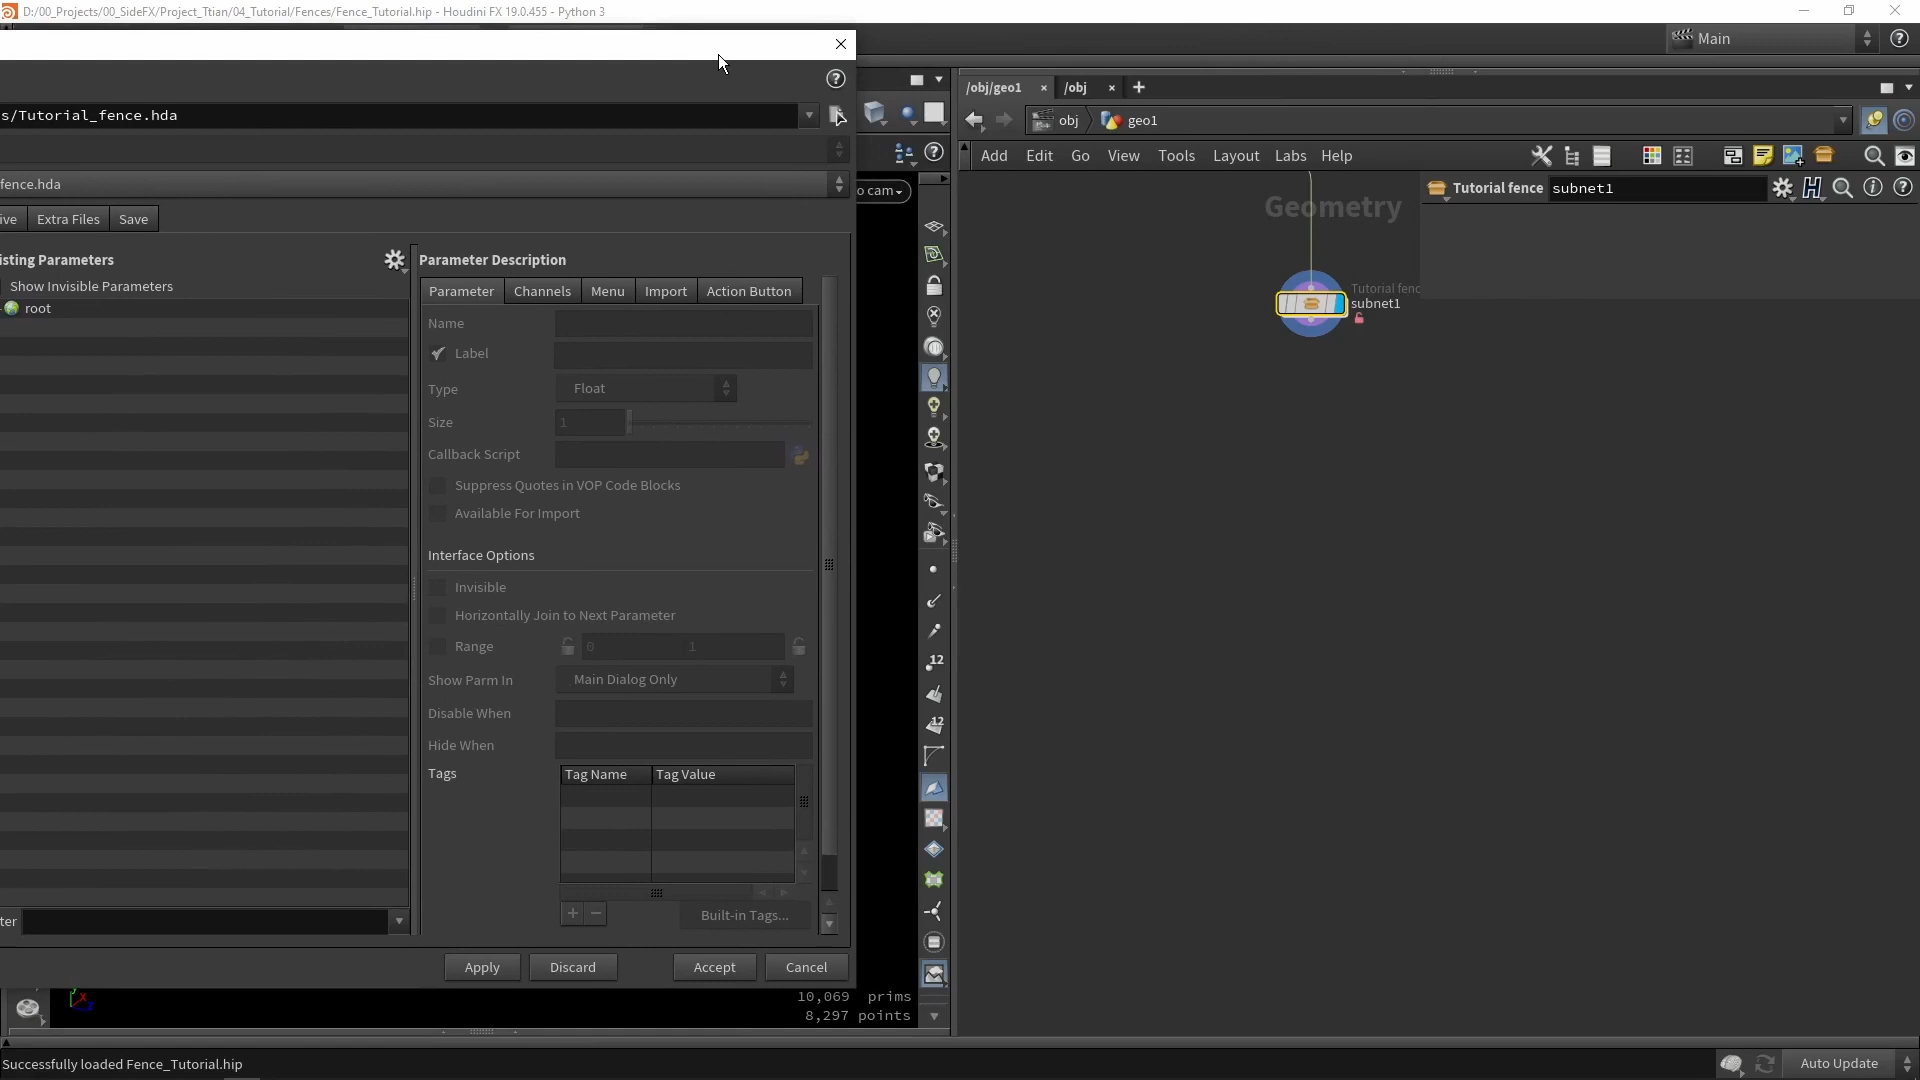 D:/00_Projects/00_SideFX/Project_Ttian/04_Tutorial/Fences/Fence_Tutorial.hip - Houdini FX 19.0.455 - Python 3
Main
/obj/geo1
/obj
s/Tutorial_fence.hda
obj
geo1
Add
Edit
Go
View
Tools
Layout
Labs
Help
fence.hda
o cam
Tutorial fence
subnet1
ive
Extra Files
Save
Geometry
isting Parameters
Parameter Description
Show Invisible Parameters
Parameter
Channels
Menu
Import
Action Button
root
Tutorial fenc
subnet1
Name
Label
Type
Float
Size
1
Callback Script
Suppress Quotes in VOP Code Blocks
Available For Import
Interface Options
Invisible
Horizontally Join to Next Parameter
Range
0
1
12
Show Parm In
Main Dialog Only
Disable When
12
Hide When
Tags
Tag Name
Tag Value
ter
Built-in Tags...
Apply
Discard
Accept
Cancel
10,069 prims
8,297 points
Successfully loaded Fence_Tutorial.hip
Auto Update